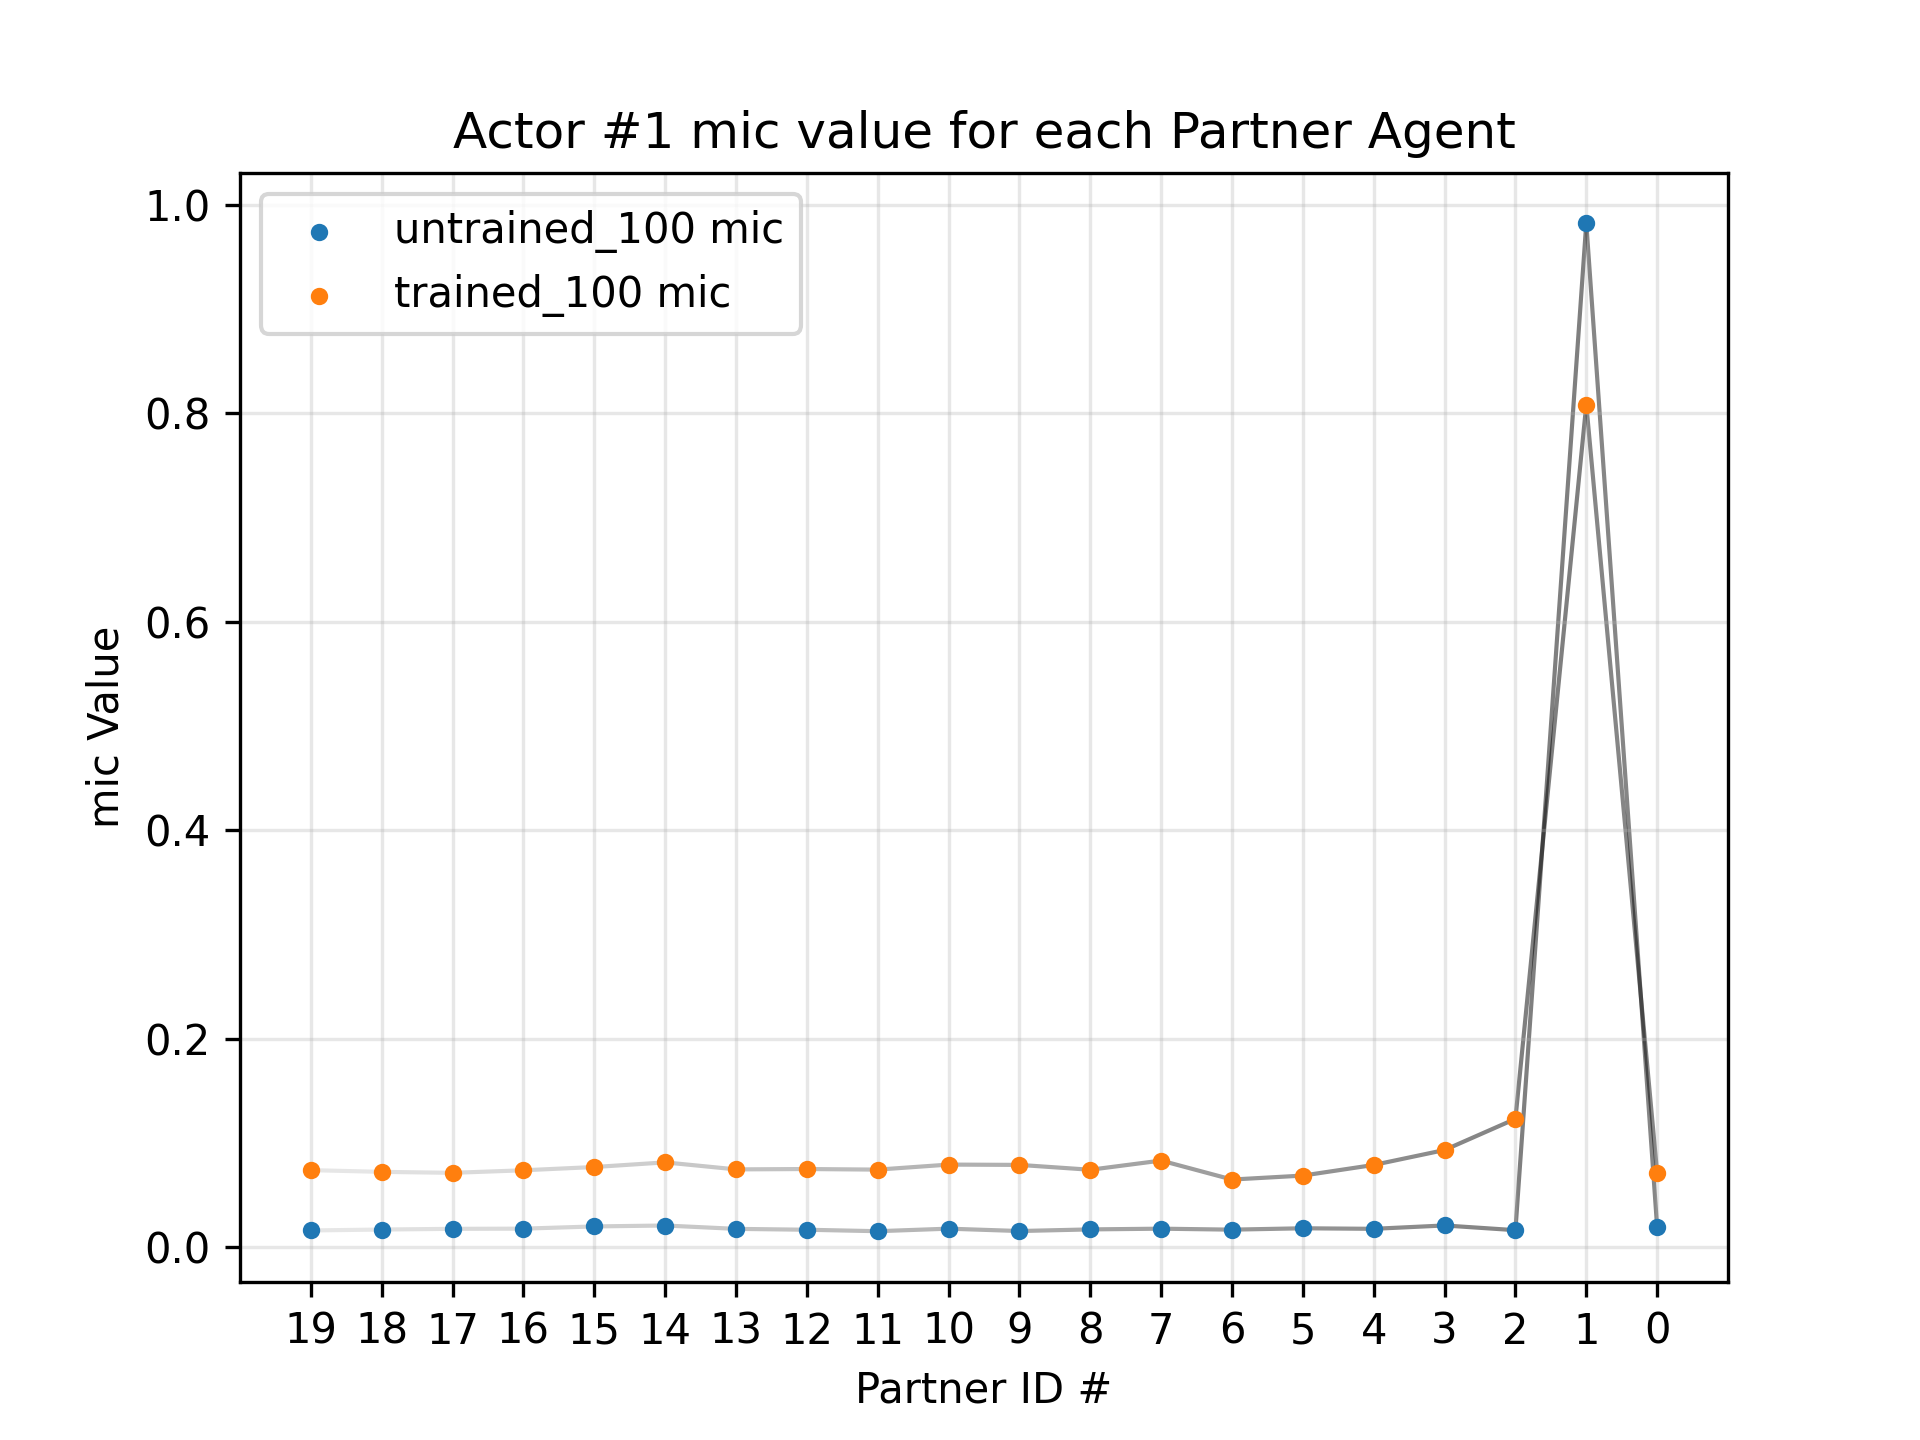 Actor #1 mic value for each Partner Agent
untrained_100 mic
trained_100 mic
1.0
0.8
0.6
0.4
0.2
0.0
mic Value
19 18 17 16 15 14 13 12 11 10 9 8 7 6 5 4 3 2 1 0
Partner ID #